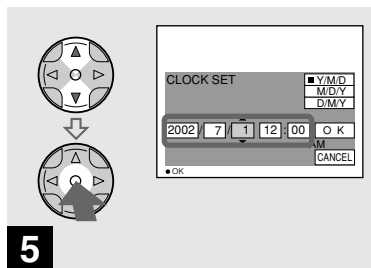 CLOCK SET
■ Y/M/D
M/D/Y
D/M/Y
2002 / 7 / 1 12 : 00 O K
AM
CANCEL
● OK
5